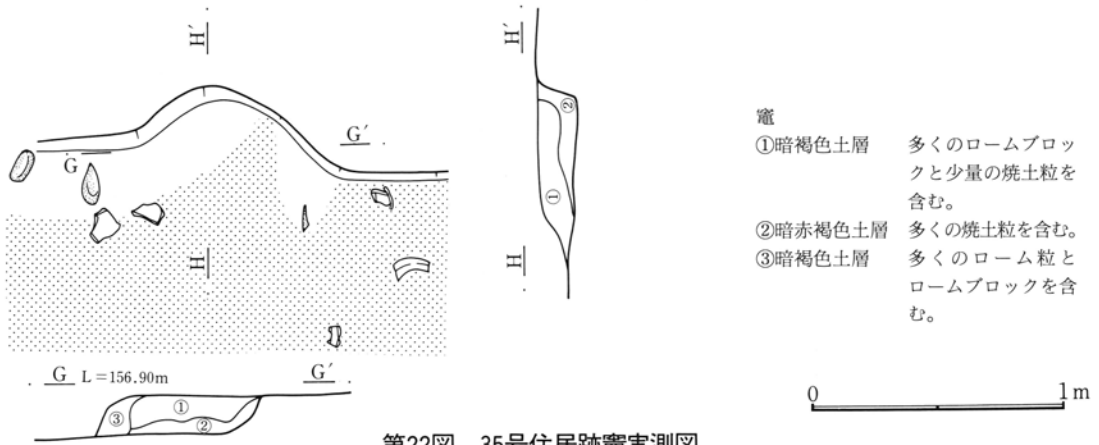 H′
H′
G′
G
H
H
G L=156.90m G′
①
②
③
①
②
竈
①暗褐色土層 多くのロームブロッ
クと少量の焼土粒を
含む。
②暗赤褐色土層 多くの焼土粒を含む。
③暗褐色土層 多くのローム粒と
ロームブロックを含
む。
0 1m
第22図 35号住居跡竈実測図